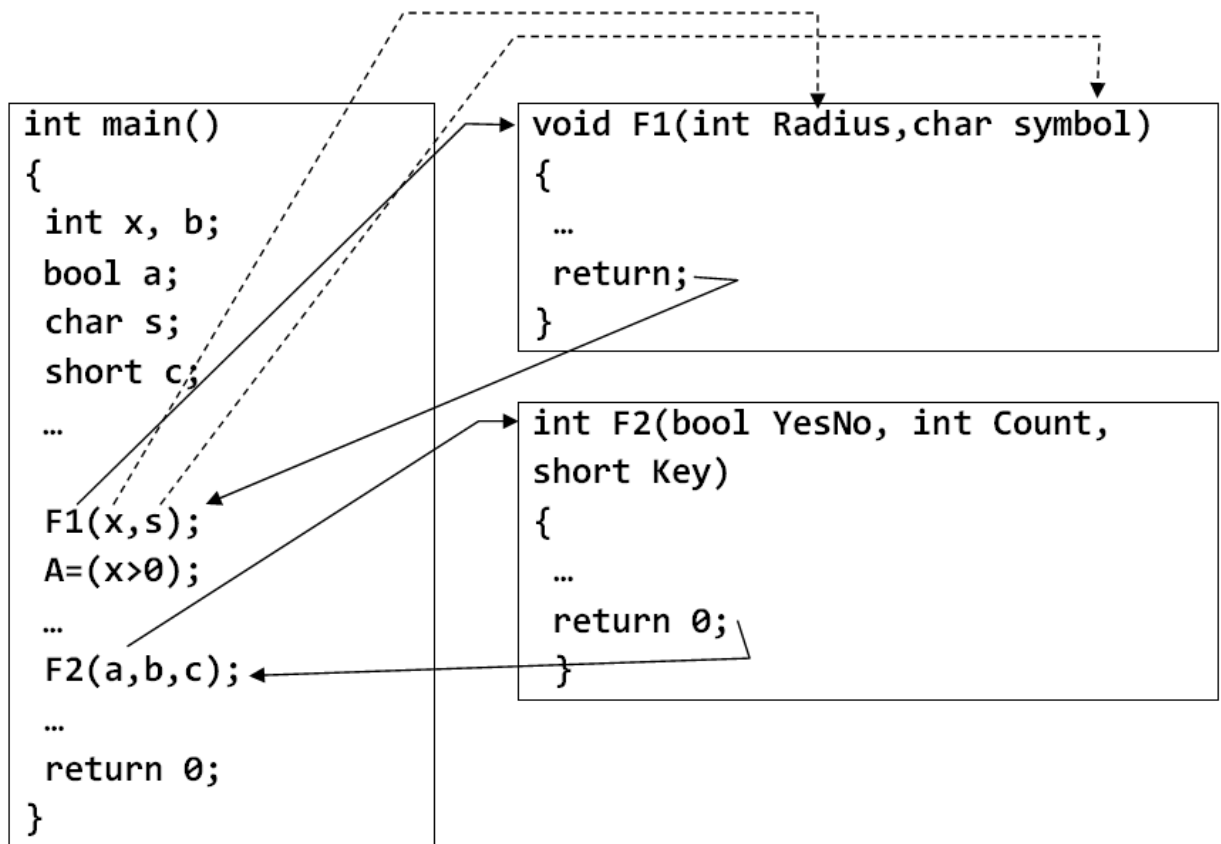 int main()
{
int x, b;
bool a;
char s;
short c;
…
F1(x,s);
A=(x>0);
…
F2(a,b,c);
…
return 0;
}
void F1(int Radius,char symbol)
{
…
return;
}
int F2(bool YesNo, int Count,
short Key)
{
…
return 0;
}